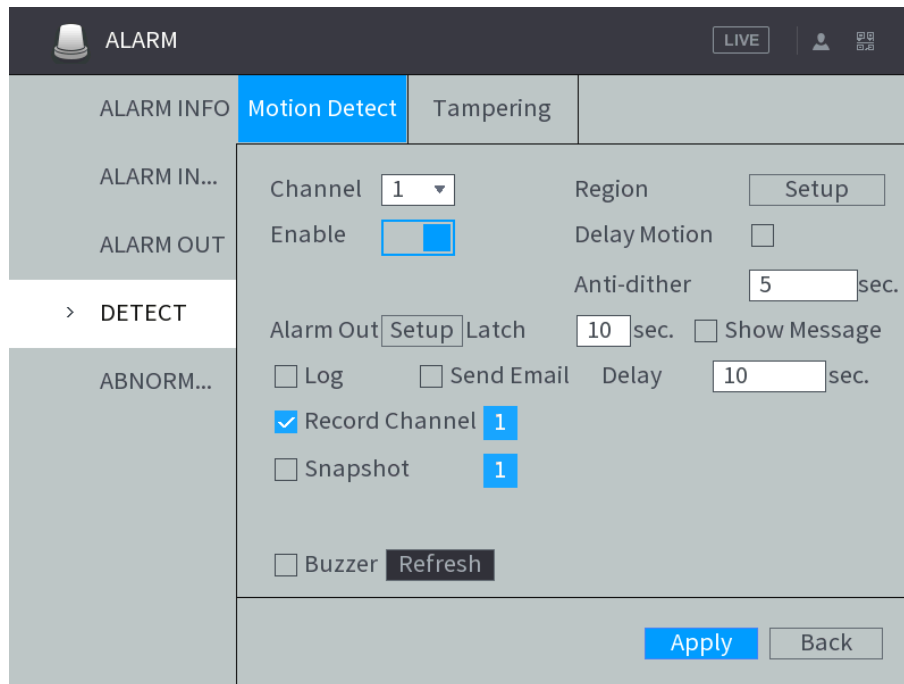 ALARM LIVE
ALARM INFO Motion Detect Tampering
ALARM IN...
Channel 1 Region Setup
ALARM OUT
Enable Delay Motion
Anti-dither 5 sec.
> DETECT
Alarm Out Setup Latch 10 sec. Show Message
ABNORM...
Log Send Email Delay 10 sec.
Record Channel 1
Snapshot 1
Buzzer Refresh
Apply Back